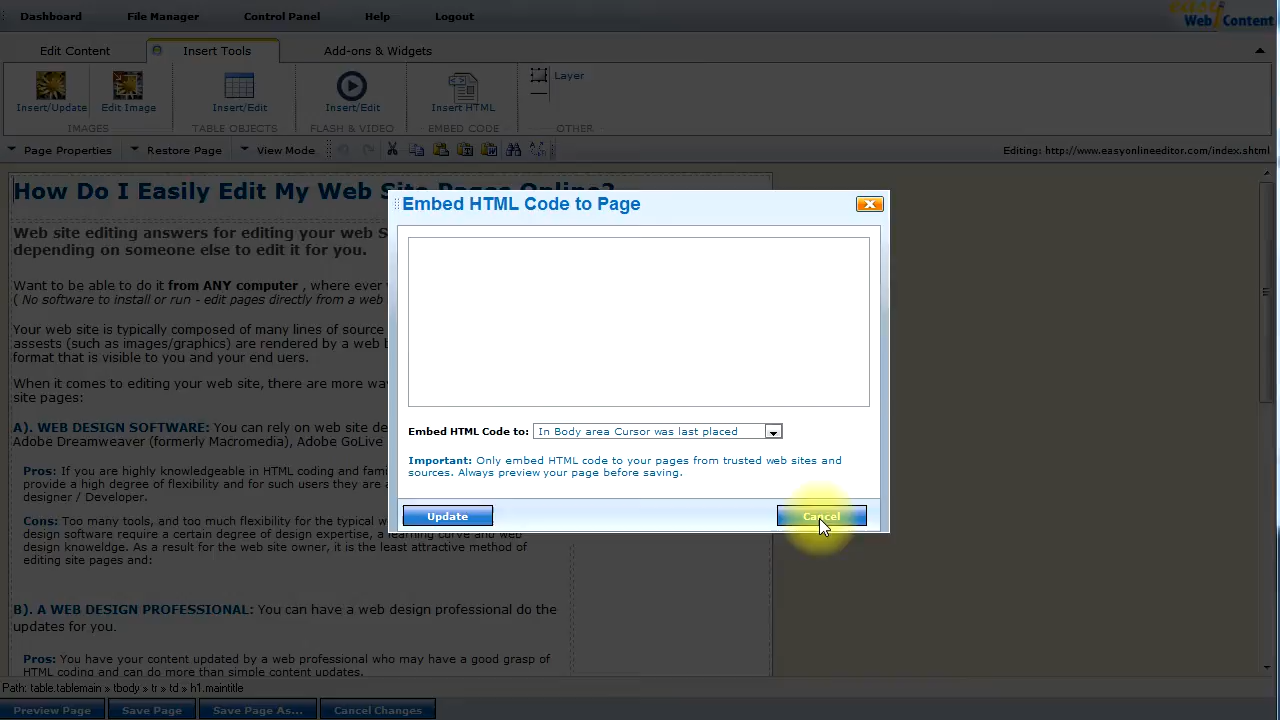 Dashboard File Manager Control Panel Help Logout
easy
Web Content
Edit Content Insert Tools Add-ons & Widgets
Insert/Update Edit Image Insert/Edit Insert/Edit Insert HTML Layer
IMAGES TABLE OBJECTS FLASH & VIDEO EMBED CODE OTHER
Page Properties Restore Page View Mode Editing: http://www.easyonlineeditor.com/index.shtml
How Do I Easily Edit My Web Site Pages Online?
Web site editing answers for editing your web S
depending on someone else to edit it for you.
Want to be able to do it from ANY computer , where ever
( No software to install or run - edit pages directly from a web
Your web site is typically composed of many lines of source
assests (such as images/graphics) are rendered by a web b
format that is visible to you and your end uers.
When it comes to editing your web site, there are more wa
site pages:
A). WEB DESIGN SOFTWARE: You can rely on web site de
Adobe Dreamweaver (formerly Macromedia), Adobe GoLive
Pros: If you are highly knowledgeable in HTML coding and fami
provide a high degree of flexibility and for such users they are a
designer / Developer.
Cons: Too many tools, and too much flexibility for the typical w
design software require a certain degree of design expertise, a learning curve and web
design knoweldge. As a result for the web site owner, it is the least attractive method of
editing site pages and:
B). A WEB DESIGN PROFESSIONAL: You can have a web design professional do the
updates for you.
Pros: You have your content updated by a web professional who may have a good grasp of
HTML coding and can do more than simple content updates.
Embed HTML Code to Page
Embed HTML Code to: In Body area Cursor was last placed
Important: Only embed HTML code to your pages from trusted web sites and
sources. Always preview your page before saving.
Update Cancel
Path: table.tablemain » tbody » tr » td » h1.maintitle
Preview Page Save Page Save Page As... Cancel Changes